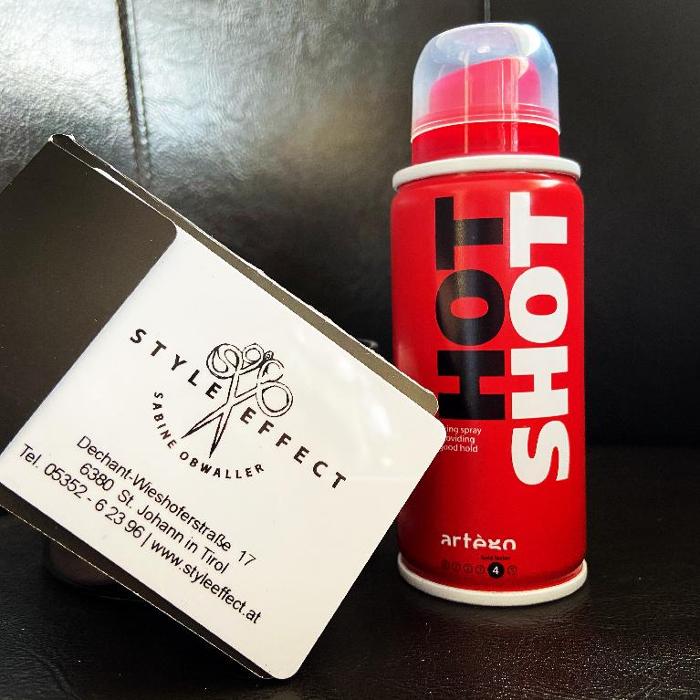 STYLE EFFECT
SABINE OBWALLER
Dechant-Wieshoferstraße 17
6380 St. Johann in Tirol
Tel. 05352 - 6 23 96 | www.styleeffect.at
HOT
SHOT
spray
good hold
artègo
4